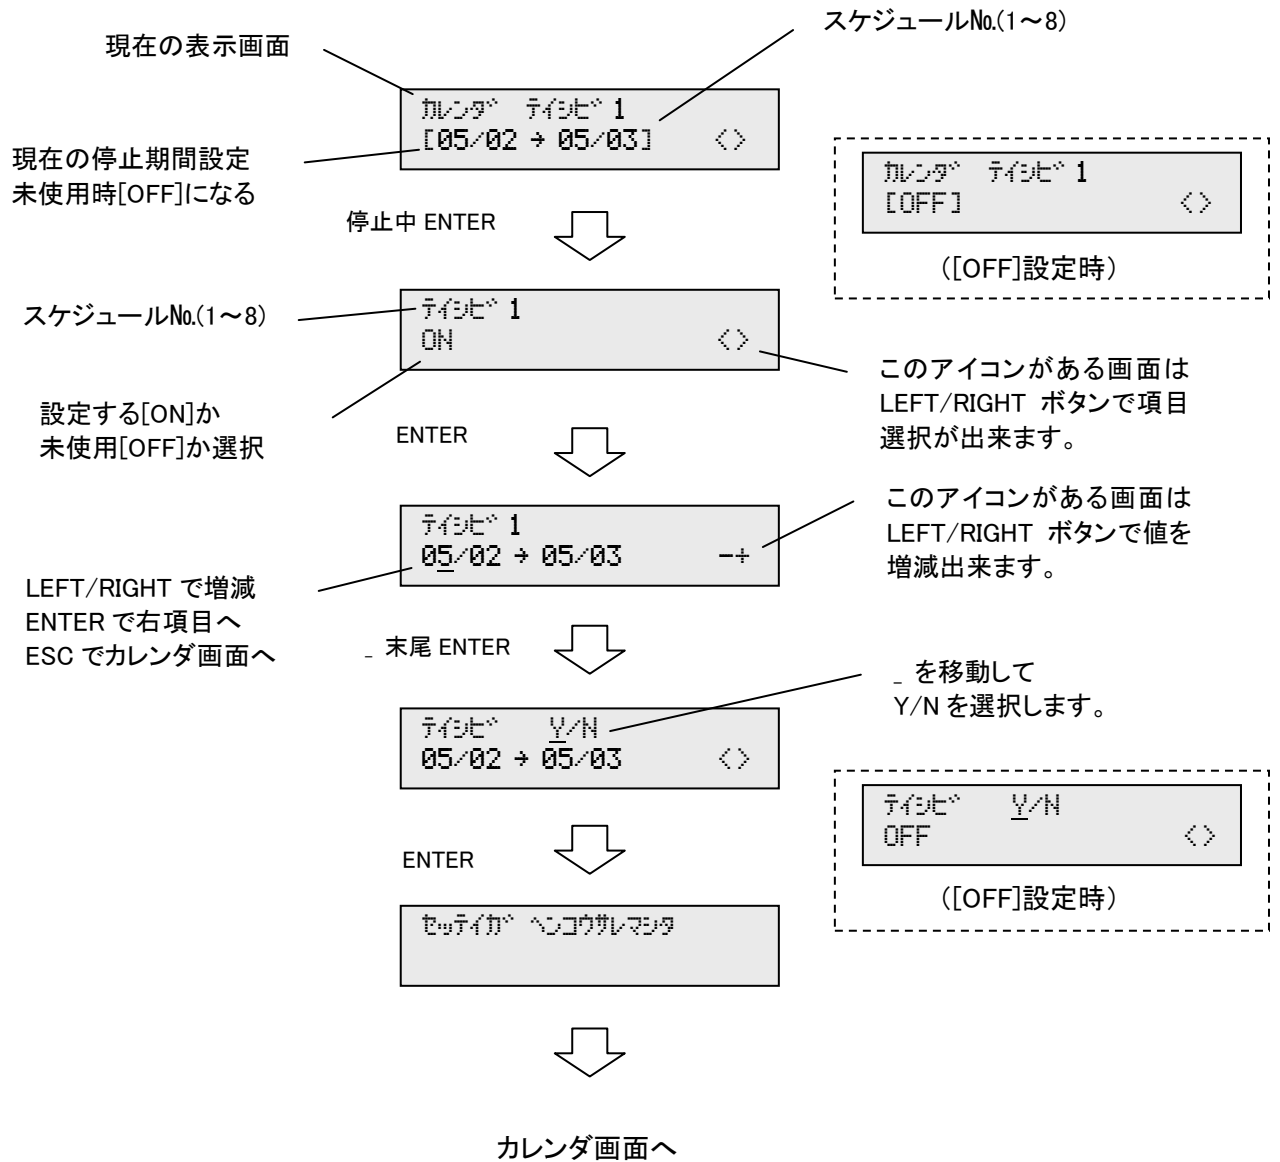 スケジュール№(1～8)
現在の表示画面
ｶﾚﾝﾀﾞ ﾃｲｼﾋﾞ 1
[05/02 → 05/03] <>
現在の停止期間設定
未使用時[OFF]になる
ｶﾚﾝﾀﾞ ﾃｲｼﾋﾞ 1
[OFF] <>
([OFF]設定時)
停止中 ENTER
スケジュール№(1～8)
ﾃｲｼﾋﾞ 1
ON <>
このアイコンがある画面は
LEFT/RIGHT ボタンで項目
選択が出来ます。
設定する[ON]か
未使用[OFF]か選択
ENTER
このアイコンがある画面は
LEFT/RIGHT ボタンで値を
増減出来ます。
ﾃｲｼﾋﾞ 1
05/02 → 05/03 -+
LEFT/RIGHT で増減
ENTER で右項目へ
ESC でカレンダ画面へ
_ 末尾 ENTER
_ を移動して
Y/N を選択します。
ﾃｲｼﾋﾞ Y/N
05/02 → 05/03 <>
ﾃｲｼﾋﾞ Y/N
OFF <>
([OFF]設定時)
ENTER
ｾｯﾃｲｶﾞ ﾍﾝｺｳｻﾚﾏｼﾀ
カレンダ画面へ